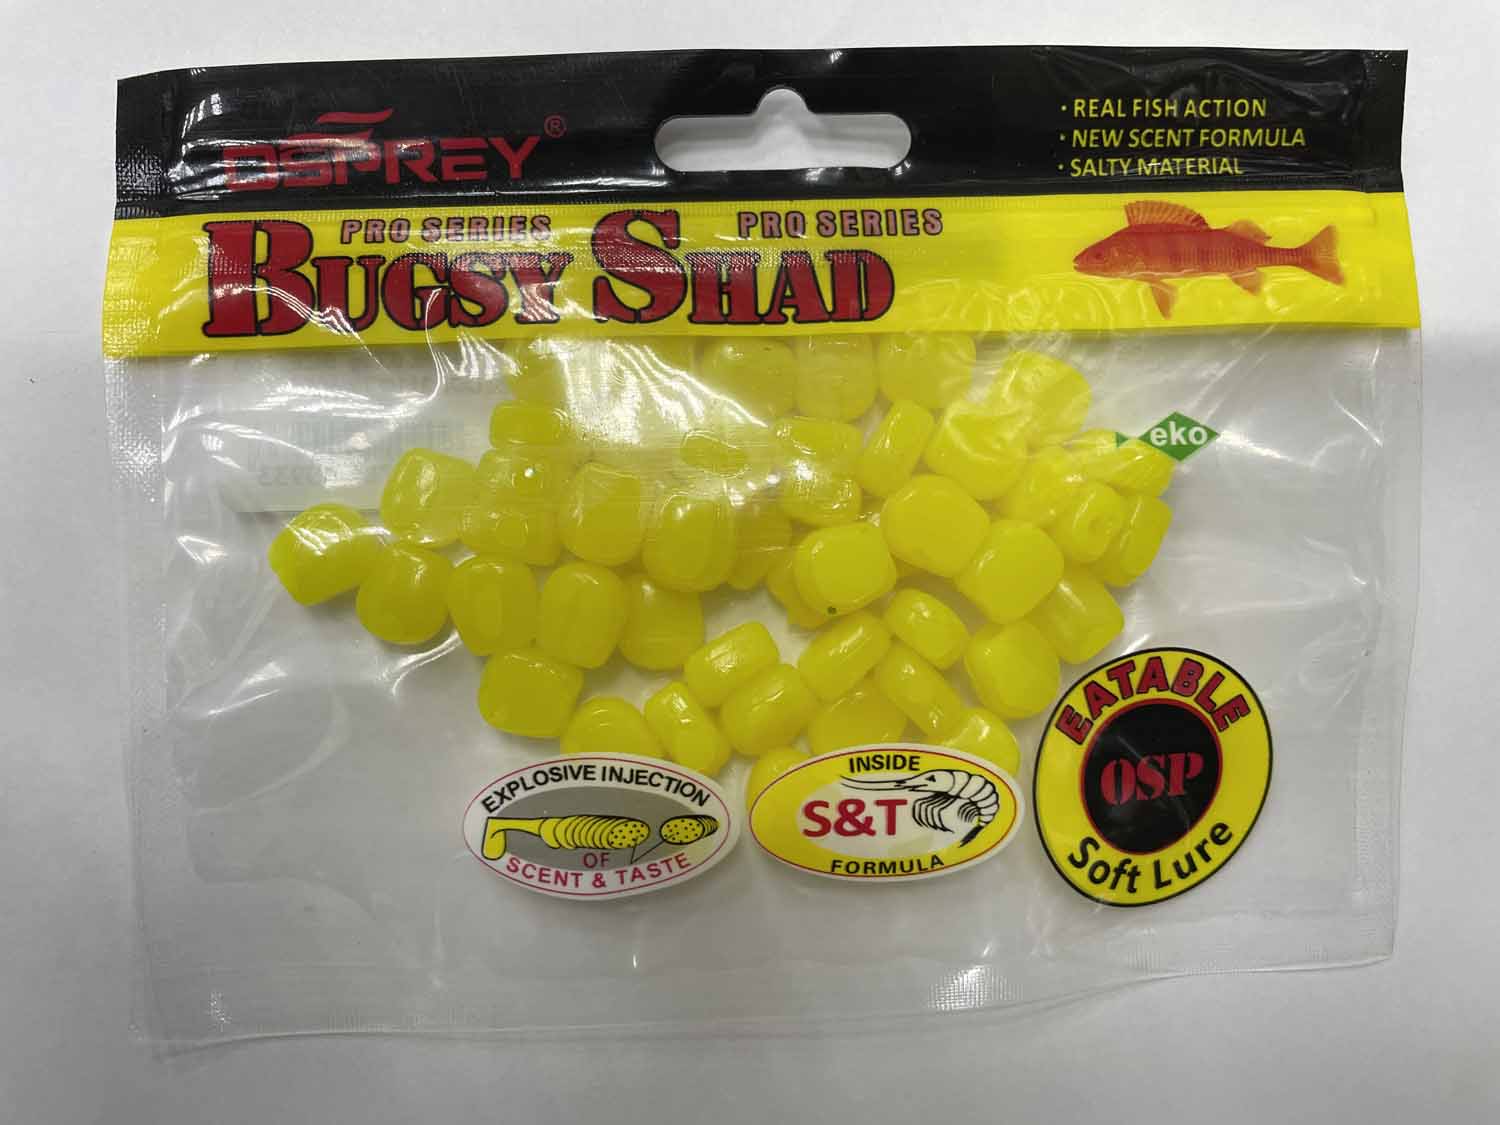 OSPREY®
· REAL FISH ACTION
· NEW SCENT FORMULA
· SALTY MATERIAL
PRO SERIES PRO SERIES
BUGSY SHAD
eko
EXPLOSIVE INJECTION
OF
SCENT & TASTE
INSIDE
S&T
FORMULA
EATABLE
OSP
Soft Lure